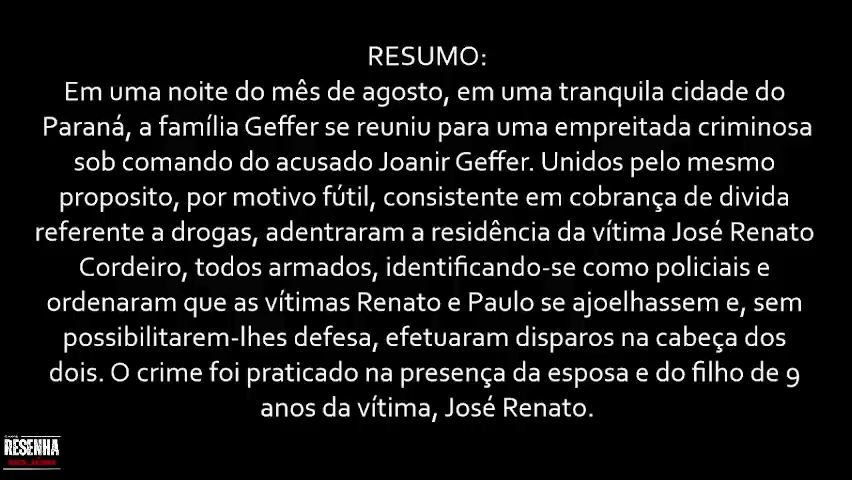 RESUMO:
Em uma noite do mês de agosto, em uma tranquila cidade do
Paraná, a família Geffer se reuniu para uma empreitada criminosa
sob comando do acusado Joanir Geffer. Unidos pelo mesmo
proposito, por motivo fútil, consistente em cobrança de divida
referente a drogas, adentraram a residência da vítima José Renato
Cordeiro, todos armados, identificando-se como policiais e
ordenaram que as vítimas Renato e Paulo se ajoelhassem e, sem
possibilitarem-lhes defesa, efetuaram disparos na cabeça dos
dois. O crime foi praticado na presença da esposa e do filho de 9
anos da vítima, José Renato.
RESENHA